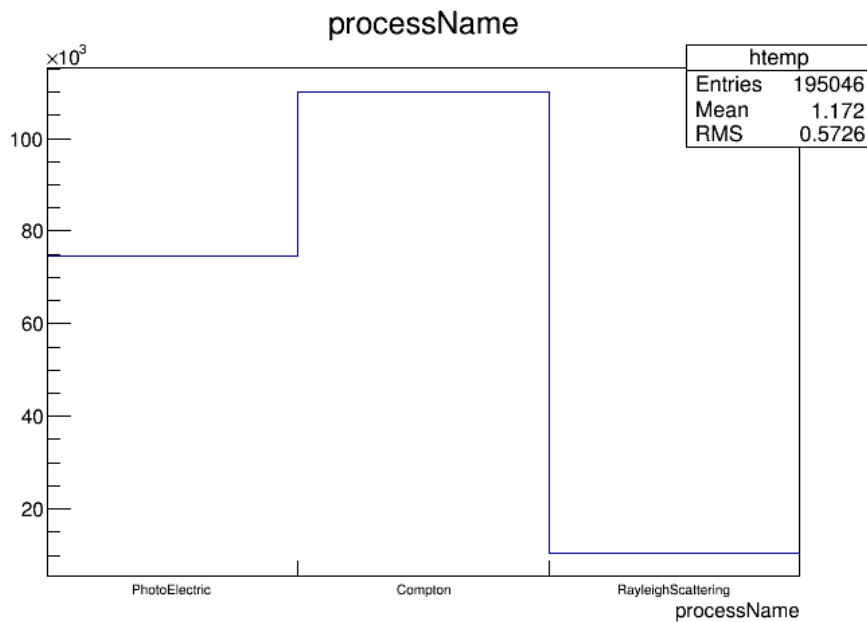 processName
×10³
htemp
Entries 195046
Mean 1.172
RMS 0.5726
100
80
60
40
20
PhotoElectric Compton RayleighScattering
processName